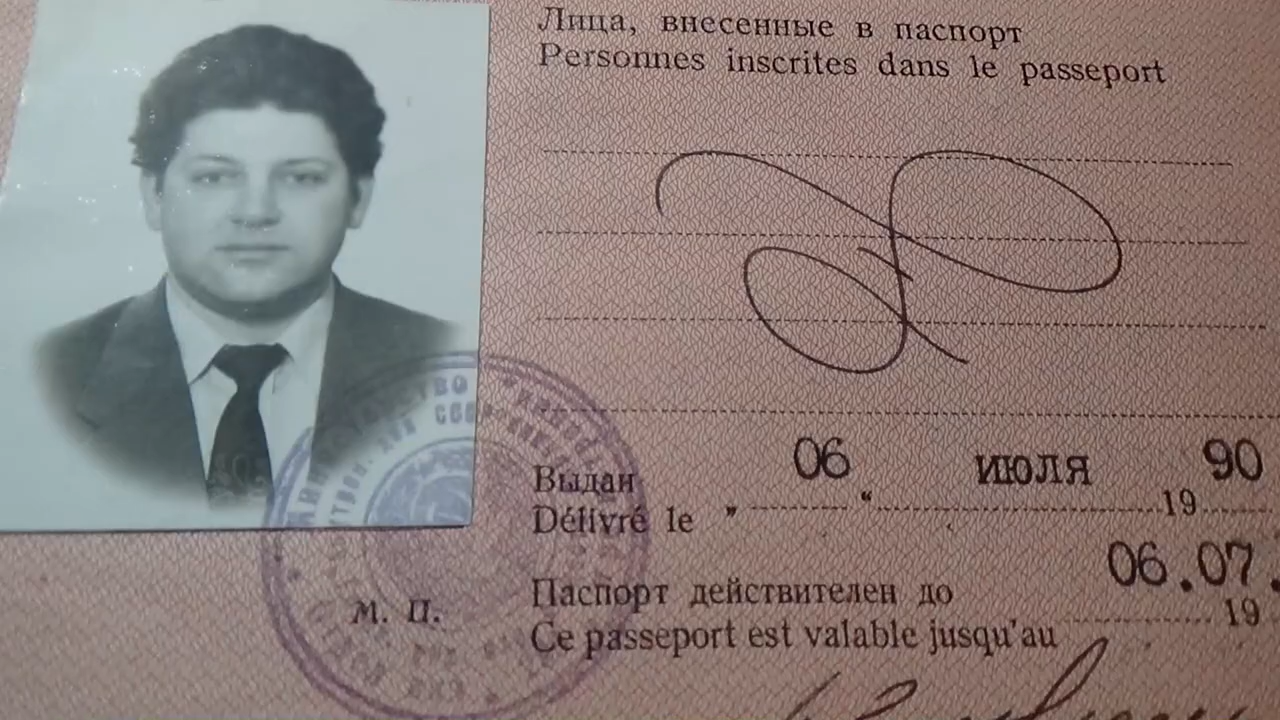 Лица, внесенные в паспорт
Personnes inscrites dans le passeport
Выдан 06 ИЮЛЯ 90
Délivré le " " 19
06.07.
Паспорт действителен до
Ce passeport est valable jusqu'au 19
М. П.